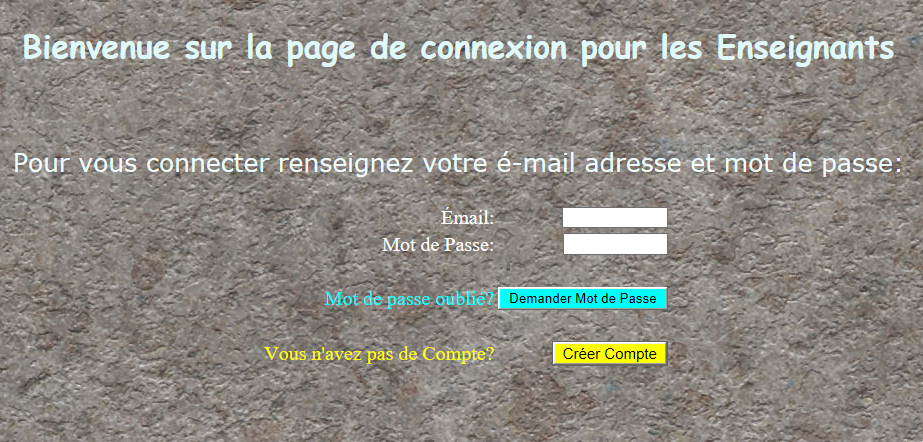 Bienvenue sur la page de connexion pour les Enseignants
Pour vous connecter renseignez votre é-mail adresse et mot de passe:
Émail:
Mot de Passe:
Mot de passe oublié? Demander Mot de Passe
Vous n'avez pas de Compte? Créer Compte